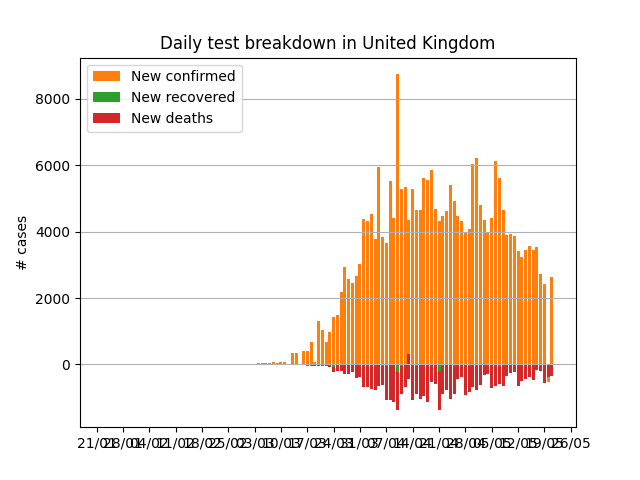 Daily test breakdown in United Kingdom
New confirmed
New recovered
New deaths
# cases
8000
6000
4000
2000
0
21/01 28/01 04/02 11/02 18/02 25/02 03/03 10/03 17/03 24/03 31/03 07/04 14/04 21/04 28/04 05/05 12/05 19/05 26/05